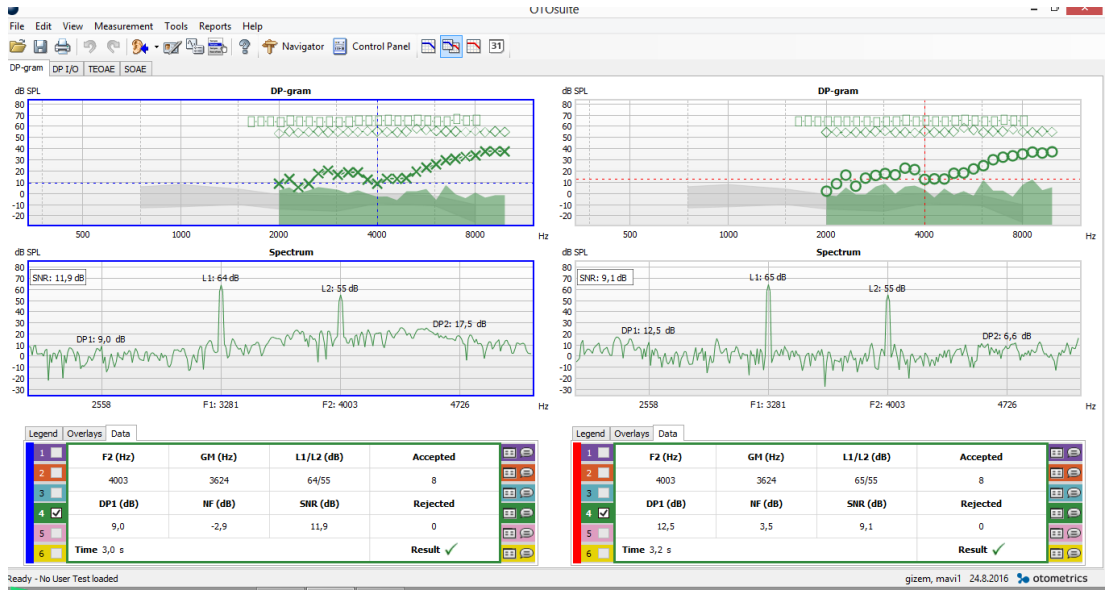 OTOsuite
File Edit View Measurement Tools Reports Help
Navigator Control Panel 31
DP-gram DP I/O TEOAE SOAE
dB SPL DP-gram
80
70
60
50
40
30
20
10
0
-10
-20
500 1000 2000 4000 8000 Hz
dB SPL DP-gram
80
70
60
50
40
30
20
10
0
-10
-20
500 1000 2000 4000 8000 Hz
dB SPL Spectrum
80
70
60
50
40
30
20
10
0
-10
-20
-30
SNR: 11,9 dB
L1: 64 dB
L2: 55 dB
DP1: 9,0 dB
DP2: 17,5 dB
2558 F1: 3281 F2: 4003 4726 Hz
dB SPL Spectrum
80
70
60
50
40
30
20
10
0
-10
-20
-30
SNR: 9,1 dB
L1: 65 dB
L2: 55 dB
DP1: 12,5 dB
DP2: 6,6 dB
2558 F1: 3281 F2: 4003 4726 Hz
Legend Overlays Data
1
2
3
4
5
6
F2 (Hz) GM (Hz) L1/L2 (dB) Accepted
4003 3624 64/55 8
DP1 (dB) NF (dB) SNR (dB) Rejected
9,0 -2,9 11,9 0
Time 3,0 s Result ✓
Legend Overlays Data
1
2
3
4
5
6
F2 (Hz) GM (Hz) L1/L2 (dB) Accepted
4003 3624 65/55 8
DP1 (dB) NF (dB) SNR (dB) Rejected
12,5 3,5 9,1 0
Time 3,2 s Result ✓
Ready - No User Test loaded gizem, mavi1 24.8.2016 otometrics